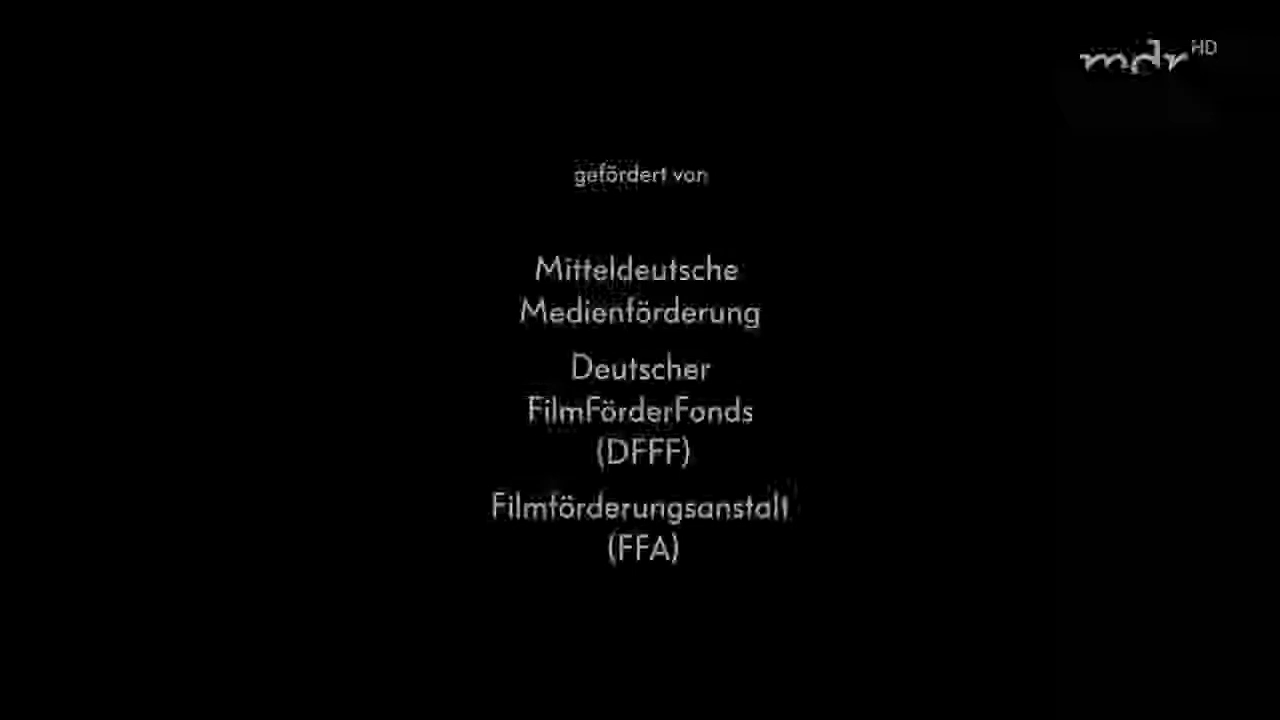 mdr HD
gefördert von
Mitteldeutsche
Medienförderung
Deutscher
FilmFörderFonds
(DFFF)
Filmförderungsanstalt
(FFA)